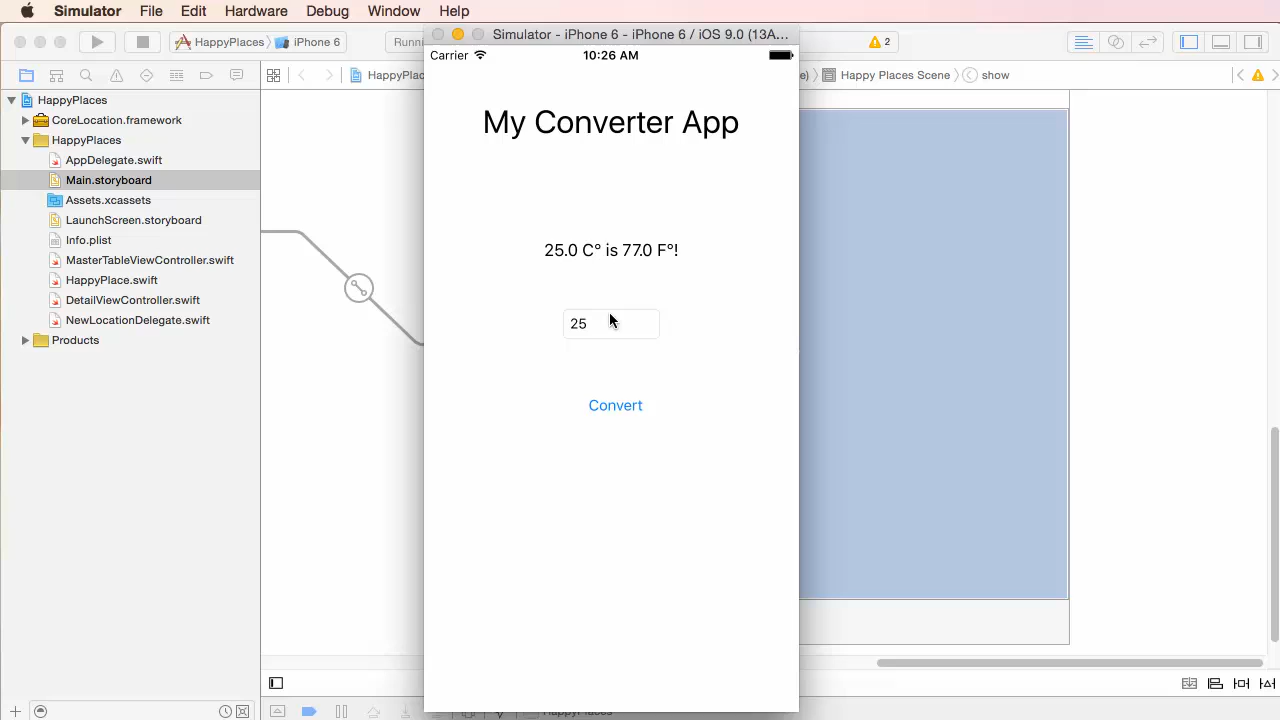 Simulator File Edit Hardware Debug Window Help
Simulator - iPhone 6 - iPhone 6 / iOS 9.0 (13A...
HappyPlaces iPhone 6 2
Carrier 10:26 AM
Happy Places Scene show
HappyPlaces
CoreLocation.framework
HappyPlaces
AppDelegate.swift
Main.storyboard
Assets.xcassets
LaunchScreen.storyboard
Info.plist
MasterTableViewController.swift
HappyPlace.swift
DetailViewController.swift
NewLocationDelegate.swift
Products
My Converter App
25.0 C° is 77.0 F°!
25
Convert